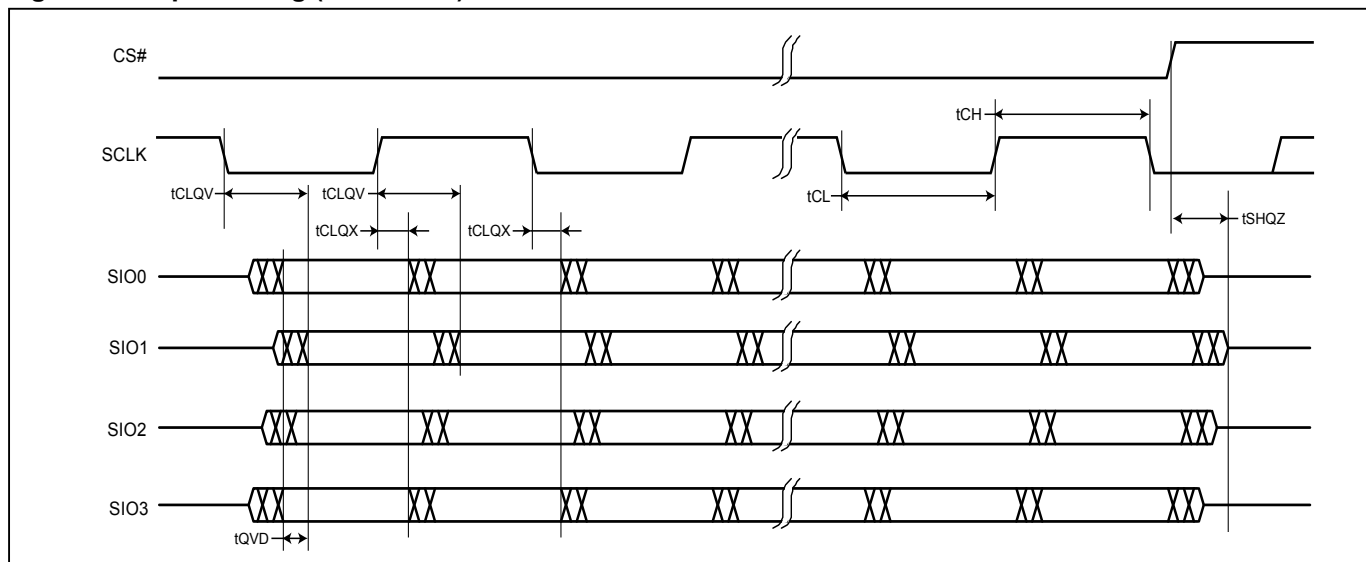 CS#
tCH
SCLK
tCLQV
tCLQV
tCL
tSHQZ
tCLQX
tCLQX
SIO0
SIO1
SIO2
SIO3
tQVD